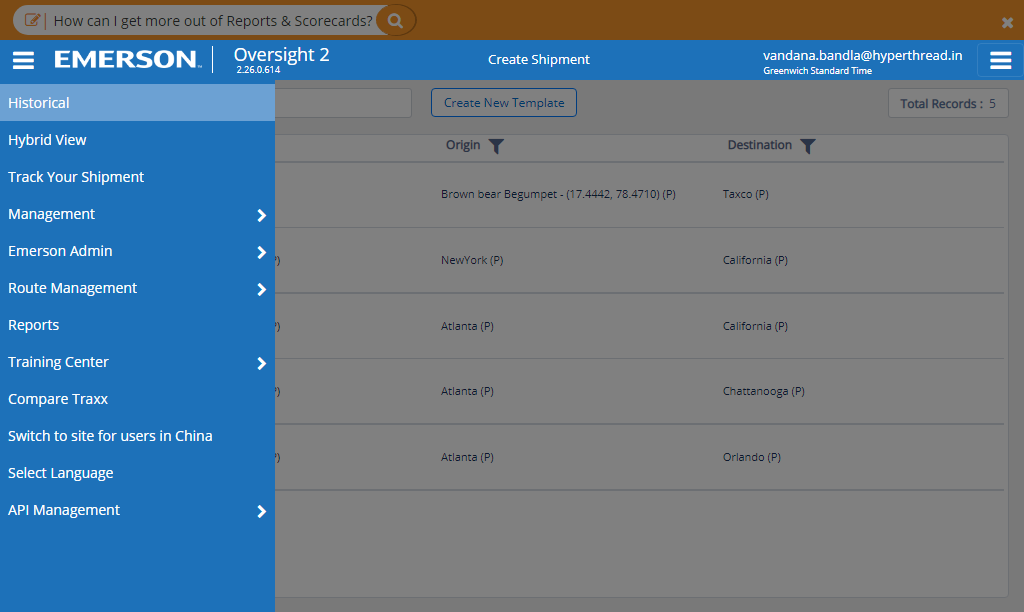 How can I get more out of Reports & Scorecards?
EMERSON
Oversight 2
2.26.0.614
Create Shipment
vandana.bandla@hyperthread.in
Greenwich Standard Time
Historical
Hybrid View
Track Your Shipment
Management
Emerson Admin
Route Management
Reports
Training Center
Compare Traxx
Switch to site for users in China
Select Language
API Management
Create New Template
Total Records : 5
Origin Destination
Brown bear Begumpet - (17.4442, 78.4710) (P) Taxco (P)
NewYork (P) California (P)
Atlanta (P) California (P)
Atlanta (P) Chattanooga (P)
Atlanta (P) Orlando (P)